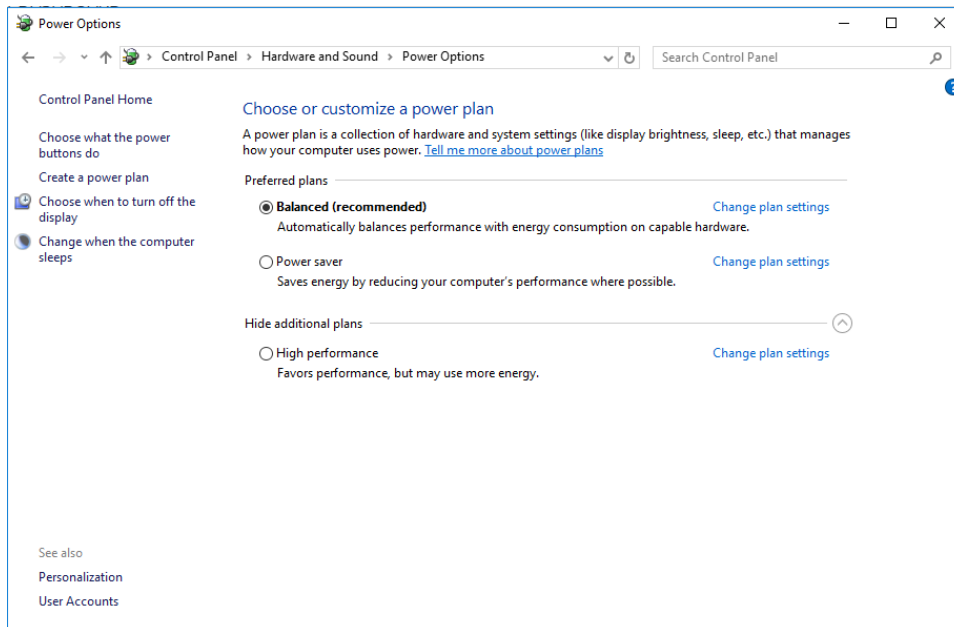 Power Options
Control Panel > Hardware and Sound > Power Options
Search Control Panel
Control Panel Home
Choose what the power
buttons do
Create a power plan
Choose when to turn off the
display
Change when the computer
sleeps
Choose or customize a power plan
A power plan is a collection of hardware and system settings (like display brightness, sleep, etc.) that manages
how your computer uses power. Tell me more about power plans
Preferred plans
Balanced (recommended)
Change plan settings
Automatically balances performance with energy consumption on capable hardware.
Power saver
Change plan settings
Saves energy by reducing your computer's performance where possible.
Hide additional plans
High performance
Change plan settings
Favors performance, but may use more energy.
See also
Personalization
User Accounts